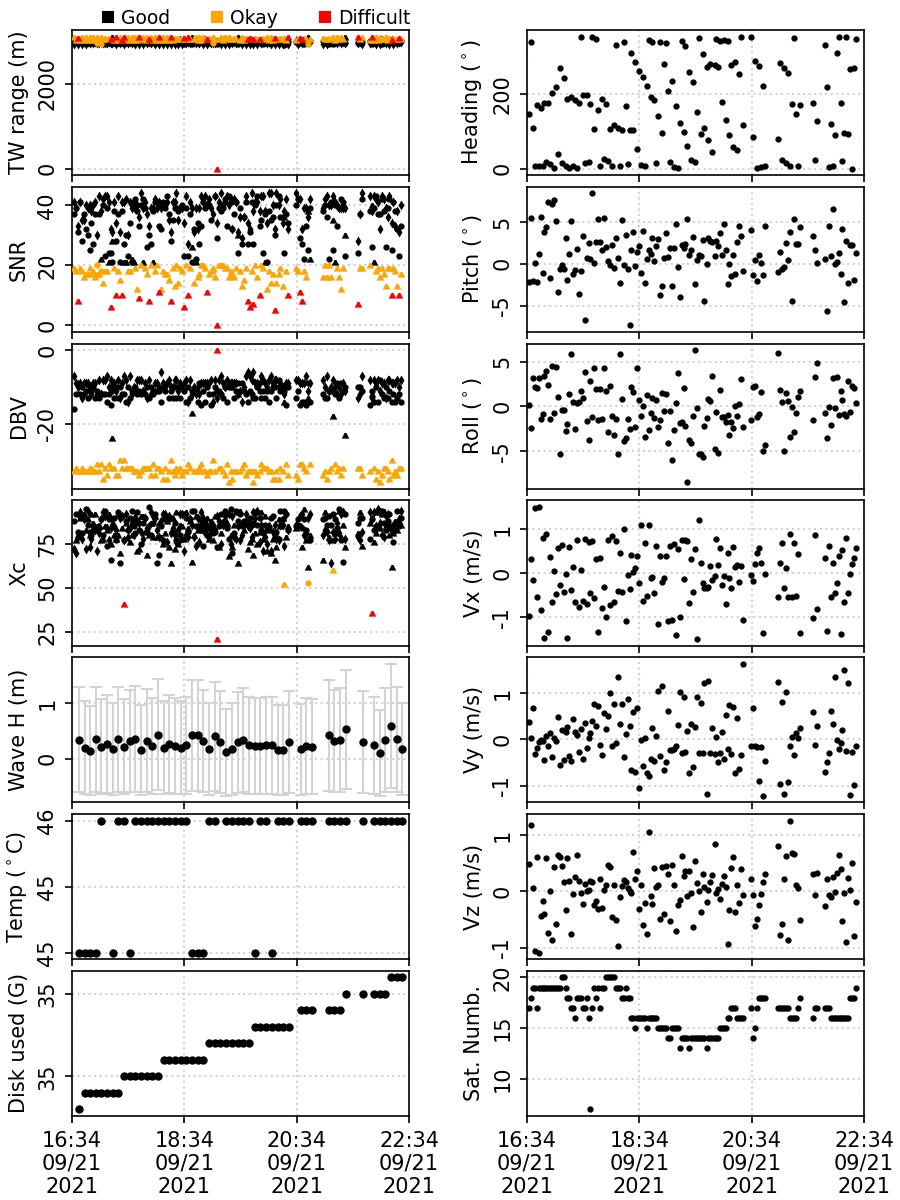 Good Okay Difficult
TW range (m)
2000
0
Heading (°)
200
0
SNR
40
20
0
Pitch (°)
5
0
-5
DBV
0
-20
Roll (°)
5
0
-5
Xc
75
50
25
Vx (m/s)
1
0
-1
Wave H (m)
1
0
Vy (m/s)
1
0
-1
Temp (°C)
46
45
45
Vz (m/s)
1
0
-1
Disk used (G)
35
35
Sat. Numb.
20
15
10
16:34 18:34 20:34 22:34 16:34 18:34 20:34 22:34
09/21 09/21 09/21 09/21 09/21 09/21 09/21 09/21
2021 2021 2021 2021 2021 2021 2021 2021